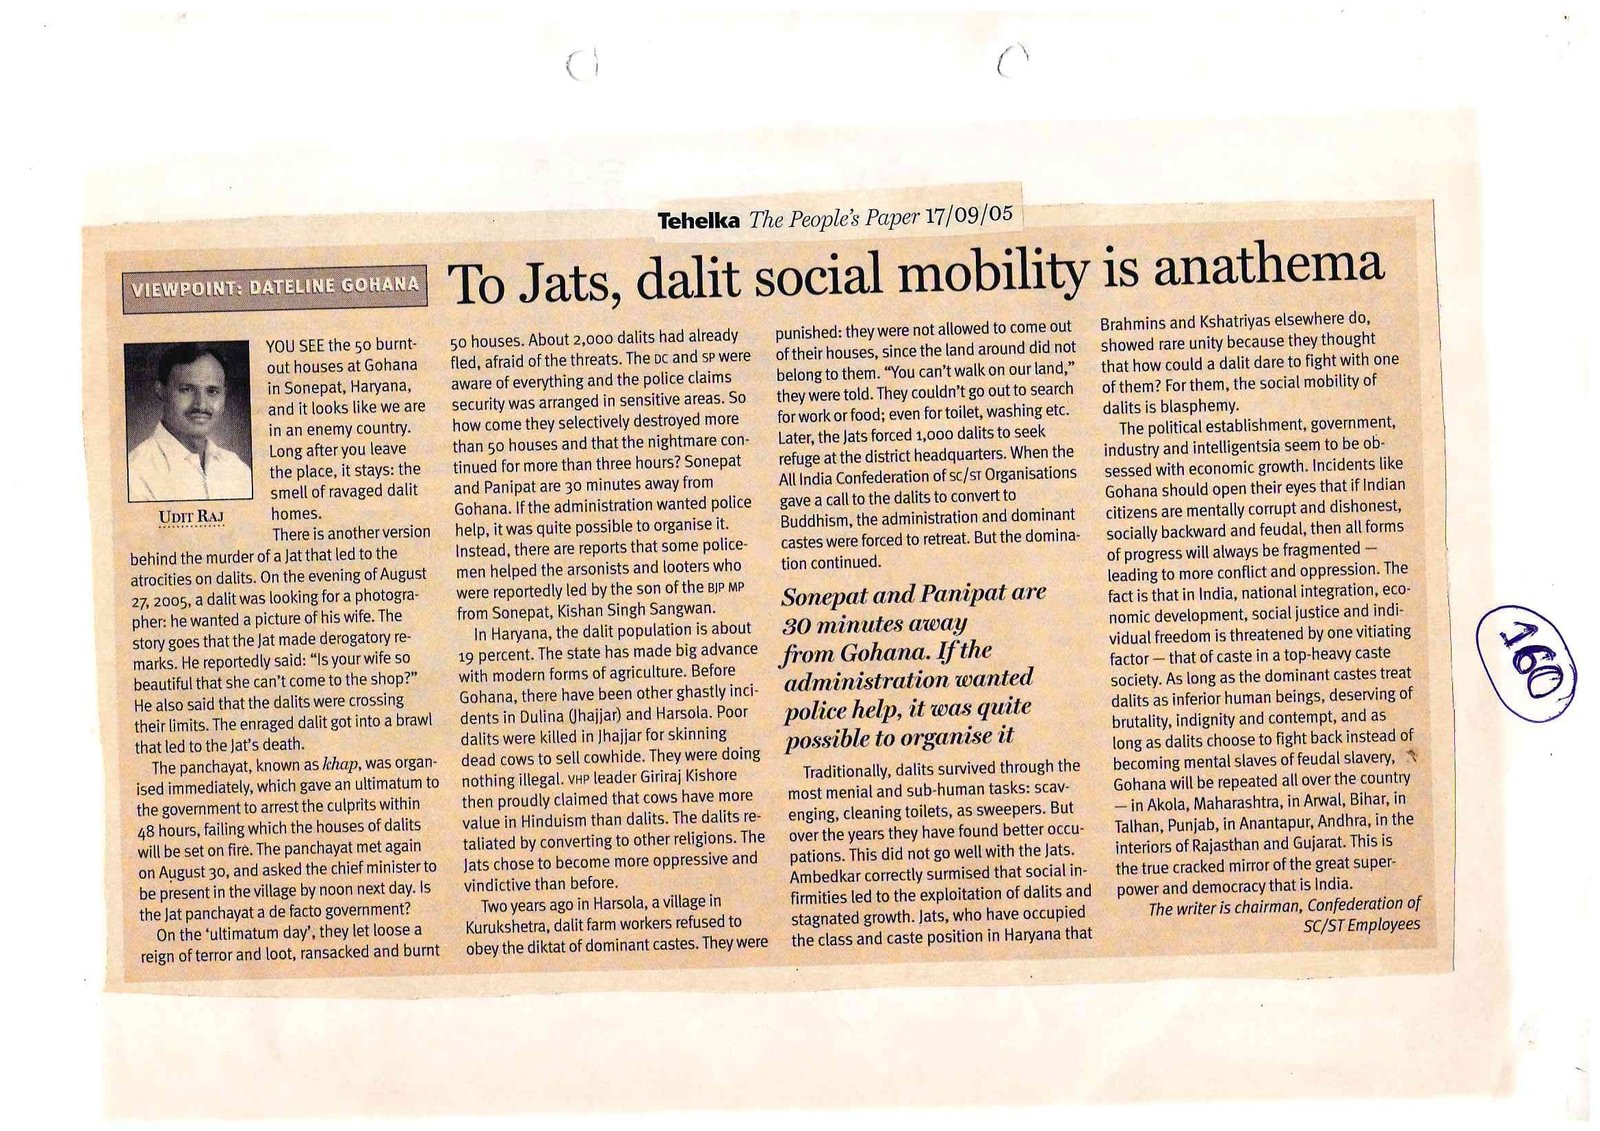 Tehelka The People's Paper 17/09/05
VIEWPOINT: DATELINE GOHANA
To Jats, dalit social mobility is anathema
UDIT RAJ
YOU SEE the 50 burnt-
out houses at Gohana
in Sonepat, Haryana,
and it looks like we are
in an enemy country.
Long after you leave
the place, it stays: the
smell of ravaged dalit
homes.
There is another version
behind the murder of a Jat that led to the
atrocities on dalits. On the evening of August
27, 2005, a dalit was looking for a photogra-
pher: he wanted a picture of his wife. The
story goes that the Jat made derogatory re-
marks. He reportedly said: “Is your wife so
beautiful that she can't come to the shop?”
He also said that the dalits were crossing
their limits. The enraged dalit got into a brawl
that led to the Jat's death.
The panchayat, known as khap, was organ-
ised immediately, which gave an ultimatum to
the government to arrest the culprits within
48 hours, failing which the houses of dalits
will be set on fire. The panchayat met again
on August 30, and asked the chief minister to
be present in the village by noon next day. Is
the Jat panchayat a de facto government?
On the ‘ultimatum day’, they let loose a
reign of terror and loot, ransacked and burnt
50 houses. About 2,000 dalits had already
fled, afraid of the threats. The DC and SP were
aware of everything and the police claims
security was arranged in sensitive areas. So
how come they selectively destroyed more
than 50 houses and that the nightmare con-
tinued for more than three hours? Sonepat
and Panipat are 30 minutes away from
Gohana. If the administration wanted police
help, it was quite possible to organise it.
Instead, there are reports that some police-
men helped the arsonists and looters who
were reportedly led by the son of the BJP MP
from Sonepat, Kishan Singh Sangwan.
In Haryana, the dalit population is about
19 percent. The state has made big advance
with modern forms of agriculture. Before
Gohana, there have been other ghastly inci-
dents in Dulina (Jhajjar) and Harsola. Poor
dalits were killed in Jhajjar for skinning
dead cows to sell cowhide. They were doing
nothing illegal. VHP leader Giriraj Kishore
then proudly claimed that cows have more
value in Hinduism than dalits. The dalits re-
taliated by converting to other religions. The
Jats chose to become more oppressive and
vindictive than before.
Two years ago in Harsola, a village in
Kurukshetra, dalit farm workers refused to
obey the diktat of dominant castes. They were
punished: they were not allowed to come out
of their houses, since the land around did not
belong to them. “You can't walk on our land,”
they were told. They couldn't go out to search
for work or food; even for toilet, washing etc.
Later, the Jats forced 1,000 dalits to seek
refuge at the district headquarters. When the
All India Confederation of SC/ST Organisations
gave a call to the dalits to convert to
Buddhism, the administration and dominant
castes were forced to retreat. But the domina-
tion continued.
Sonepat and Panipat are
30 minutes away
from Gohana. If the
administration wanted
police help, it was quite
possible to organise it
Traditionally, dalits survived through the
most menial and sub-human tasks: scav-
enging, cleaning toilets, as sweepers. But
over the years they have found better occu-
pations. This did not go well with the Jats.
Ambedkar correctly surmised that social in-
firmities led to the exploitation of dalits and
stagnated growth. Jats, who have occupied
the class and caste position in Haryana that
Brahmins and Kshatriyas elsewhere do,
showed rare unity because they thought
that how could a dalit dare to fight with one
of them? For them, the social mobility of
dalits is blasphemy.
The political establishment, government,
industry and intelligentsia seem to be ob-
sessed with economic growth. Incidents like
Gohana should open their eyes that if Indian
citizens are mentally corrupt and dishonest,
socially backward and feudal, then all forms
of progress will always be fragmented —
leading to more conflict and oppression. The
fact is that in India, national integration, eco-
nomic development, social justice and indi-
vidual freedom is threatened by one vitiating
factor — that of caste in a top-heavy caste
society. As long as the dominant castes treat
dalits as inferior human beings, deserving of
brutality, indignity and contempt, and as
long as dalits choose to fight back instead of
becoming mental slaves of feudal slavery,
Gohana will be repeated all over the country
— in Akola, Maharashtra, in Arwal, Bihar, in
Talhan, Punjab, in Anantapur, Andhra, in the
interiors of Rajasthan and Gujarat. This is
the true cracked mirror of the great super-
power and democracy that is India.
The writer is chairman, Confederation of
SC/ST Employees
160